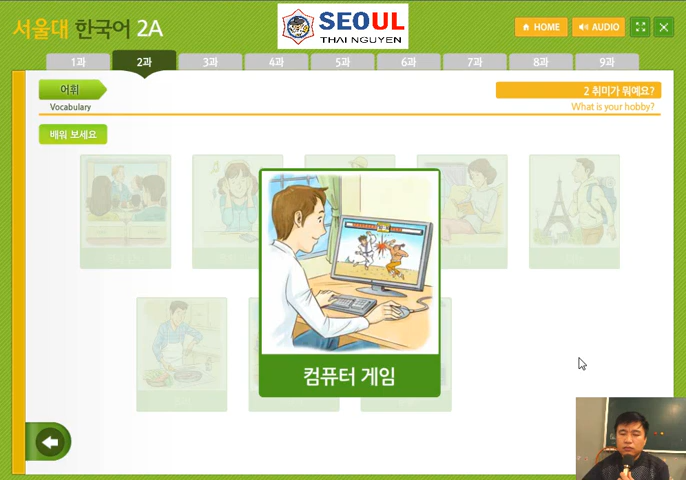 서울대 한국어 2A
SEOUL
THAI NGUYEN
HOME
AUDIO
1과
2과
3과
4과
5과
6과
7과
8과
9과
어휘
Vocabulary
2 취미가 뭐예요?
What is your hobby?
배워 보세요
컴퓨터 게임